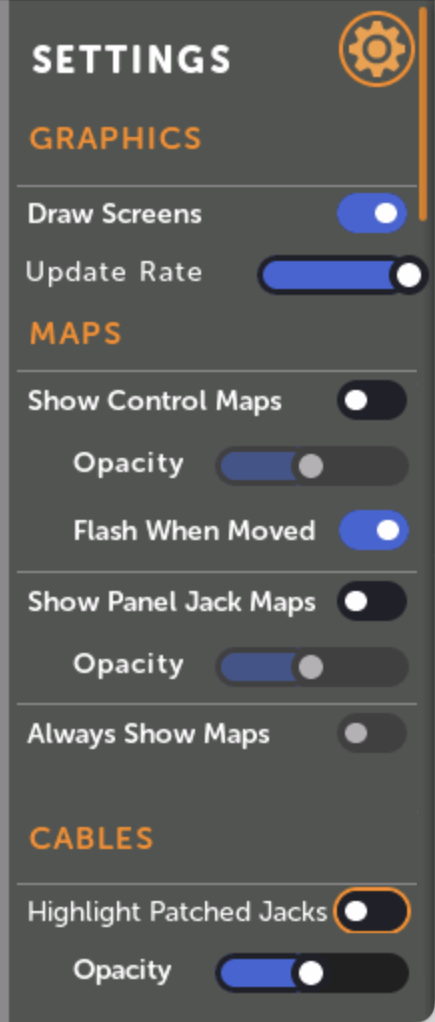 SETTINGS
GRAPHICS
Draw Screens
Update Rate
MAPS
Show Control Maps
Opacity
Flash When Moved
Show Panel Jack Maps
Opacity
Always Show Maps
CABLES
Highlight Patched Jacks
Opacity